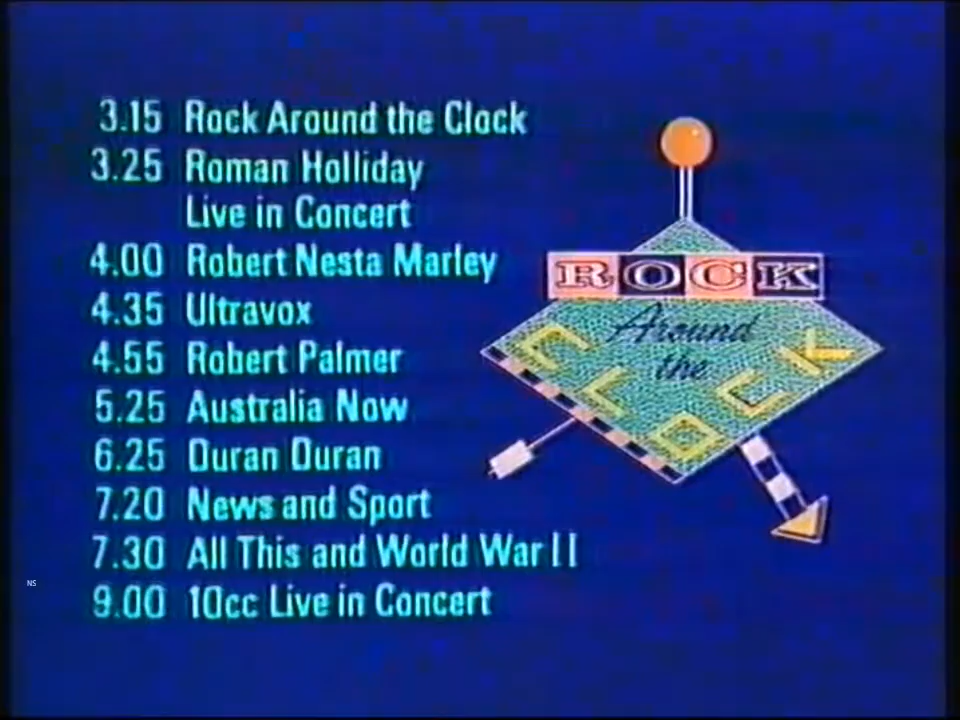 3.15 Rock Around the Clock
3.25 Roman Holliday
Live in Concert
4.00 Robert Nesta Marley
4.35 Ultravox
4.55 Robert Palmer
5.25 Australia Now
6.25 Duran Duran
7.20 News and Sport
7.30 All This and World War II
9.00 10cc Live in Concert
ROCK
Around
the
CLOCK
NS